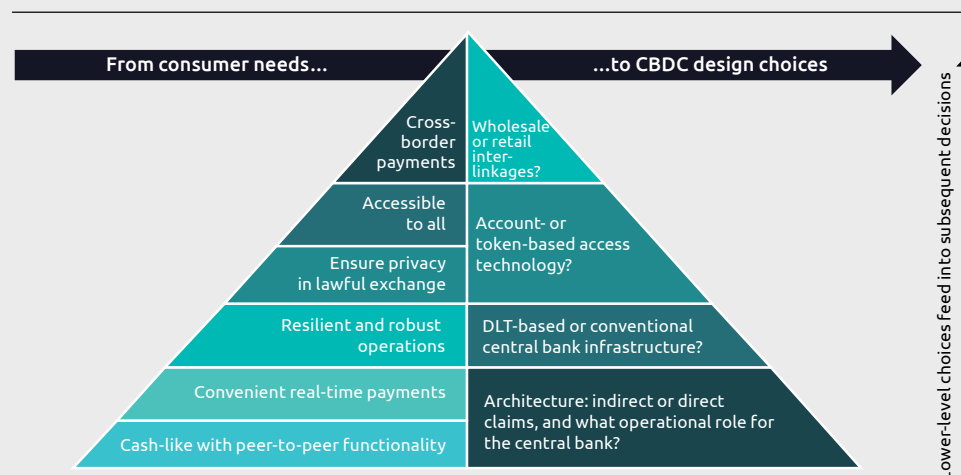 From consumer needs...
...to CBDC design choices
Cross-
border
payments
Wholesale
or retail
inter-
linkages?
Accessible
to all
Account- or
token-based access
technology?
Ensure privacy
in lawful exchange
Resilient and robust
operations
DLT-based or conventional
central bank infrastructure?
Convenient real-time payments
Architecture: indirect or direct
claims, and what operational role for
the central bank?
Cash-like with peer-to-peer functionality
Lower-level choices feed into subsequent decisions